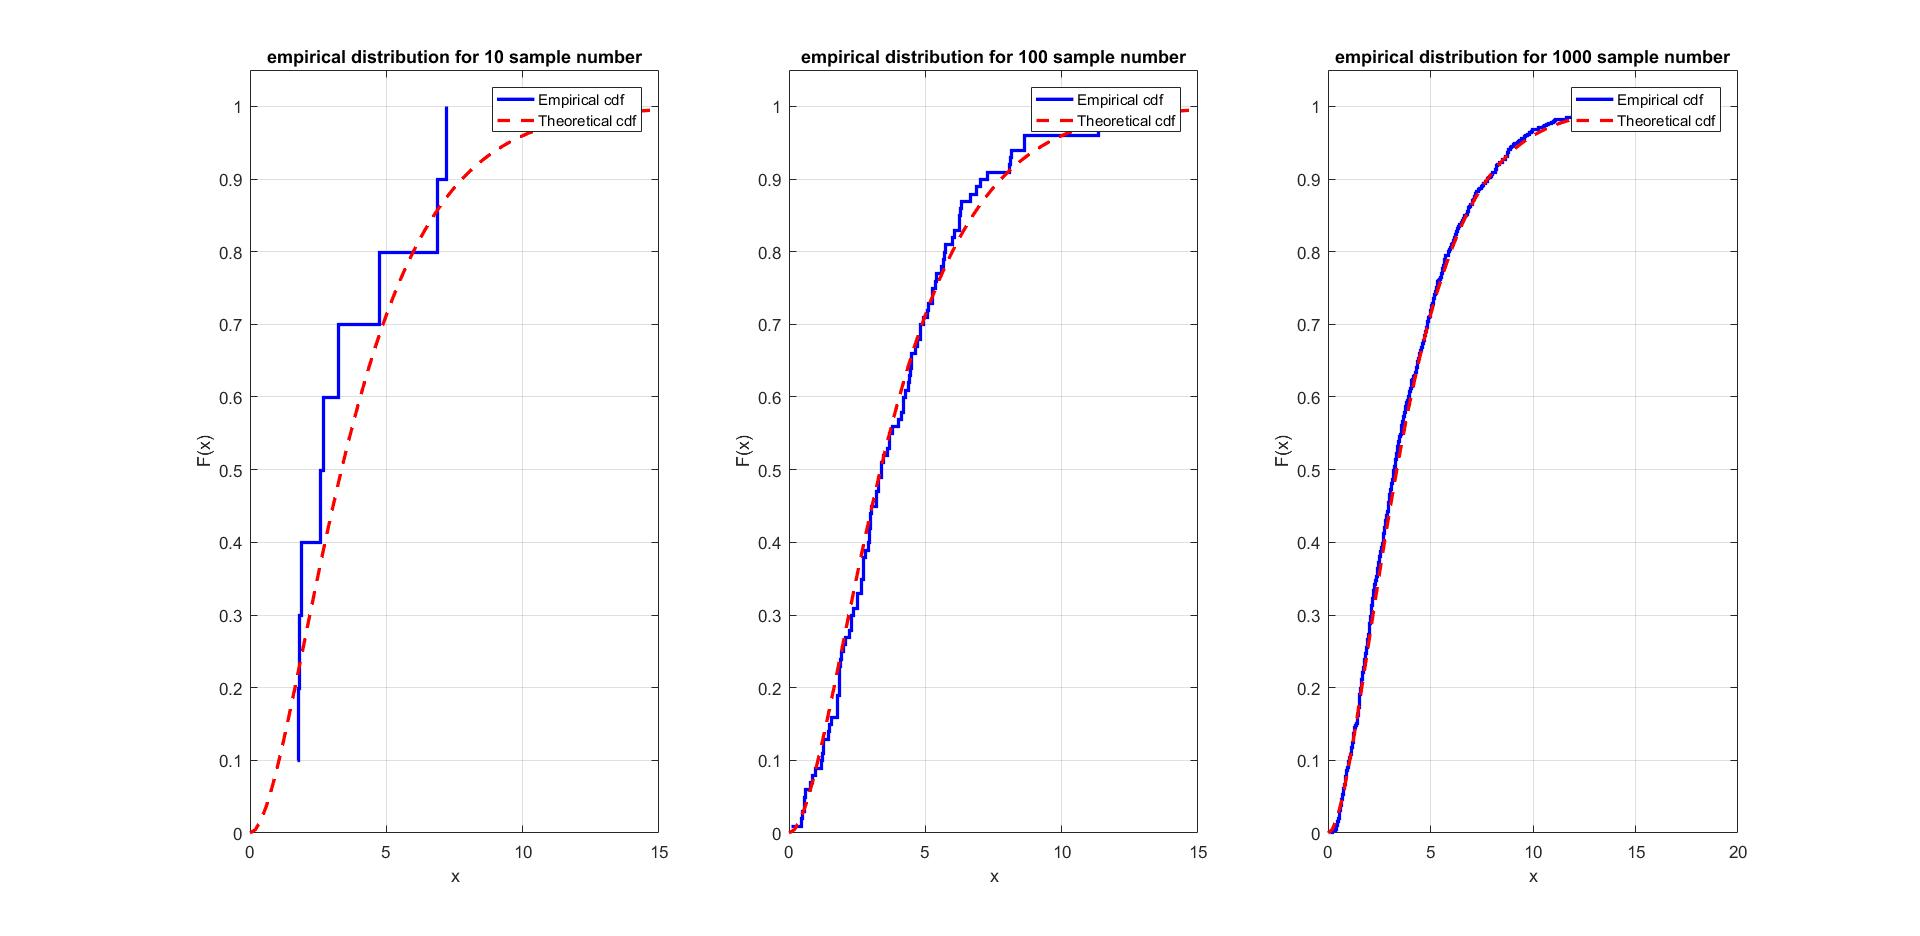 empirical distribution for 10 sample number
Empirical cdf
Theoretical cdf
1
0.9
0.8
0.7
0.6
0.5
0.4
0.3
0.2
0.1
0
F(x)
0 5 10 15
x
empirical distribution for 100 sample number
Empirical cdf
Theoretical cdf
1
0.9
0.8
0.7
0.6
0.5
0.4
0.3
0.2
0.1
0
F(x)
0 5 10 15
x
empirical distribution for 1000 sample number
Empirical cdf
Theoretical cdf
1
0.9
0.8
0.7
0.6
0.5
0.4
0.3
0.2
0.1
0
F(x)
0 5 10 15 20
x